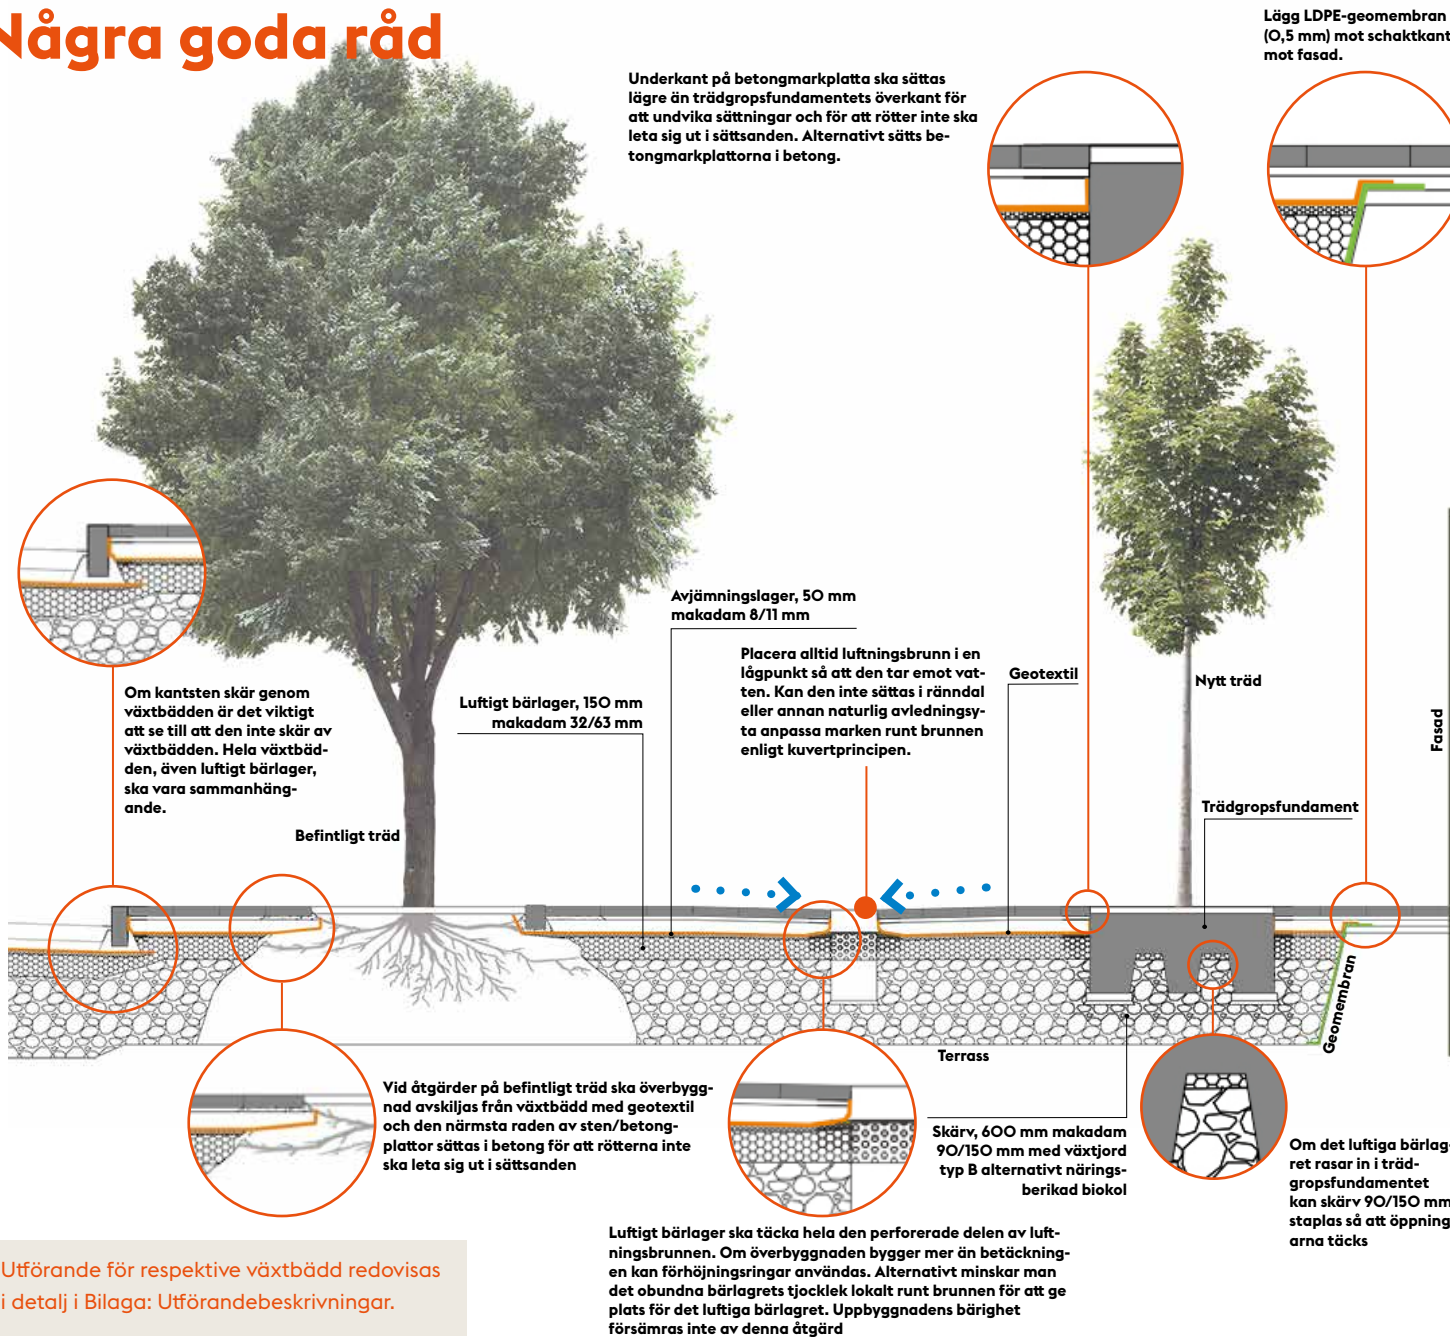 Några goda råd
Lägg LDPE-geomembran
(0,5 mm) mot schaktkant
mot fasad.
Underkant på betongmarkplatta ska sättas
lägre än trädgropsfundamentets överkant för
att undvika sättningar och för att rötter inte ska
leta sig ut i sättsanden. Alternativt sätts be-
tongmarkplattorna i betong.
Avjämningslager, 50 mm
makadam 8/11 mm
Placera alltid luftningsbrunn i en
lågpunkt så att den tar emot vat-
ten. Kan den inte sättas i ränndal
eller annan naturlig avledningsy-
ta anpassa marken runt brunnen
enligt kuvertprincipen.
Geotextil
Nytt träd
Om kantsten skär genom
växtbädden är det viktigt
att se till att den inte skär av
växtbädden. Hela växtbäd-
den, även luftigt bärlager,
ska vara sammanhäng-
ande.
Luftigt bärlager, 150 mm
makadam 32/63 mm
Fasad
Befintligt träd
Trädgropsfundament
Geomembran
Terrass
Vid åtgärder på befintligt träd ska överbygg-
nad avskiljas från växtbädd med geotextil
och den närmsta raden av sten/betong-
plattor sättas i betong för att rötterna inte
ska leta sig ut i sättsanden
Skärv, 600 mm makadam
90/150 mm med växtjord
typ B alternativt närings-
berikad biokol
Om det luftiga bärlag-
ret rasar in i träd-
gropsfundamentet
kan skärv 90/150 mm
staplas så att öppning
arna täcks
Luftigt bärlager ska täcka hela den perforerade delen av luft-
ningsbrunnen. Om överbyggnaden bygger mer än betäckning-
en kan förhöjningsringar användas. Alternativt minskar man
det obundna bärlagrets tjocklek lokalt runt brunnen för att ge
plats för det luftiga bärlagret. Uppbyggnadens bärighet
försämras inte av denna åtgärd
Utförande för respektive växtbädd redovisas
i detalj i Bilaga: Utförandebeskrivningar.